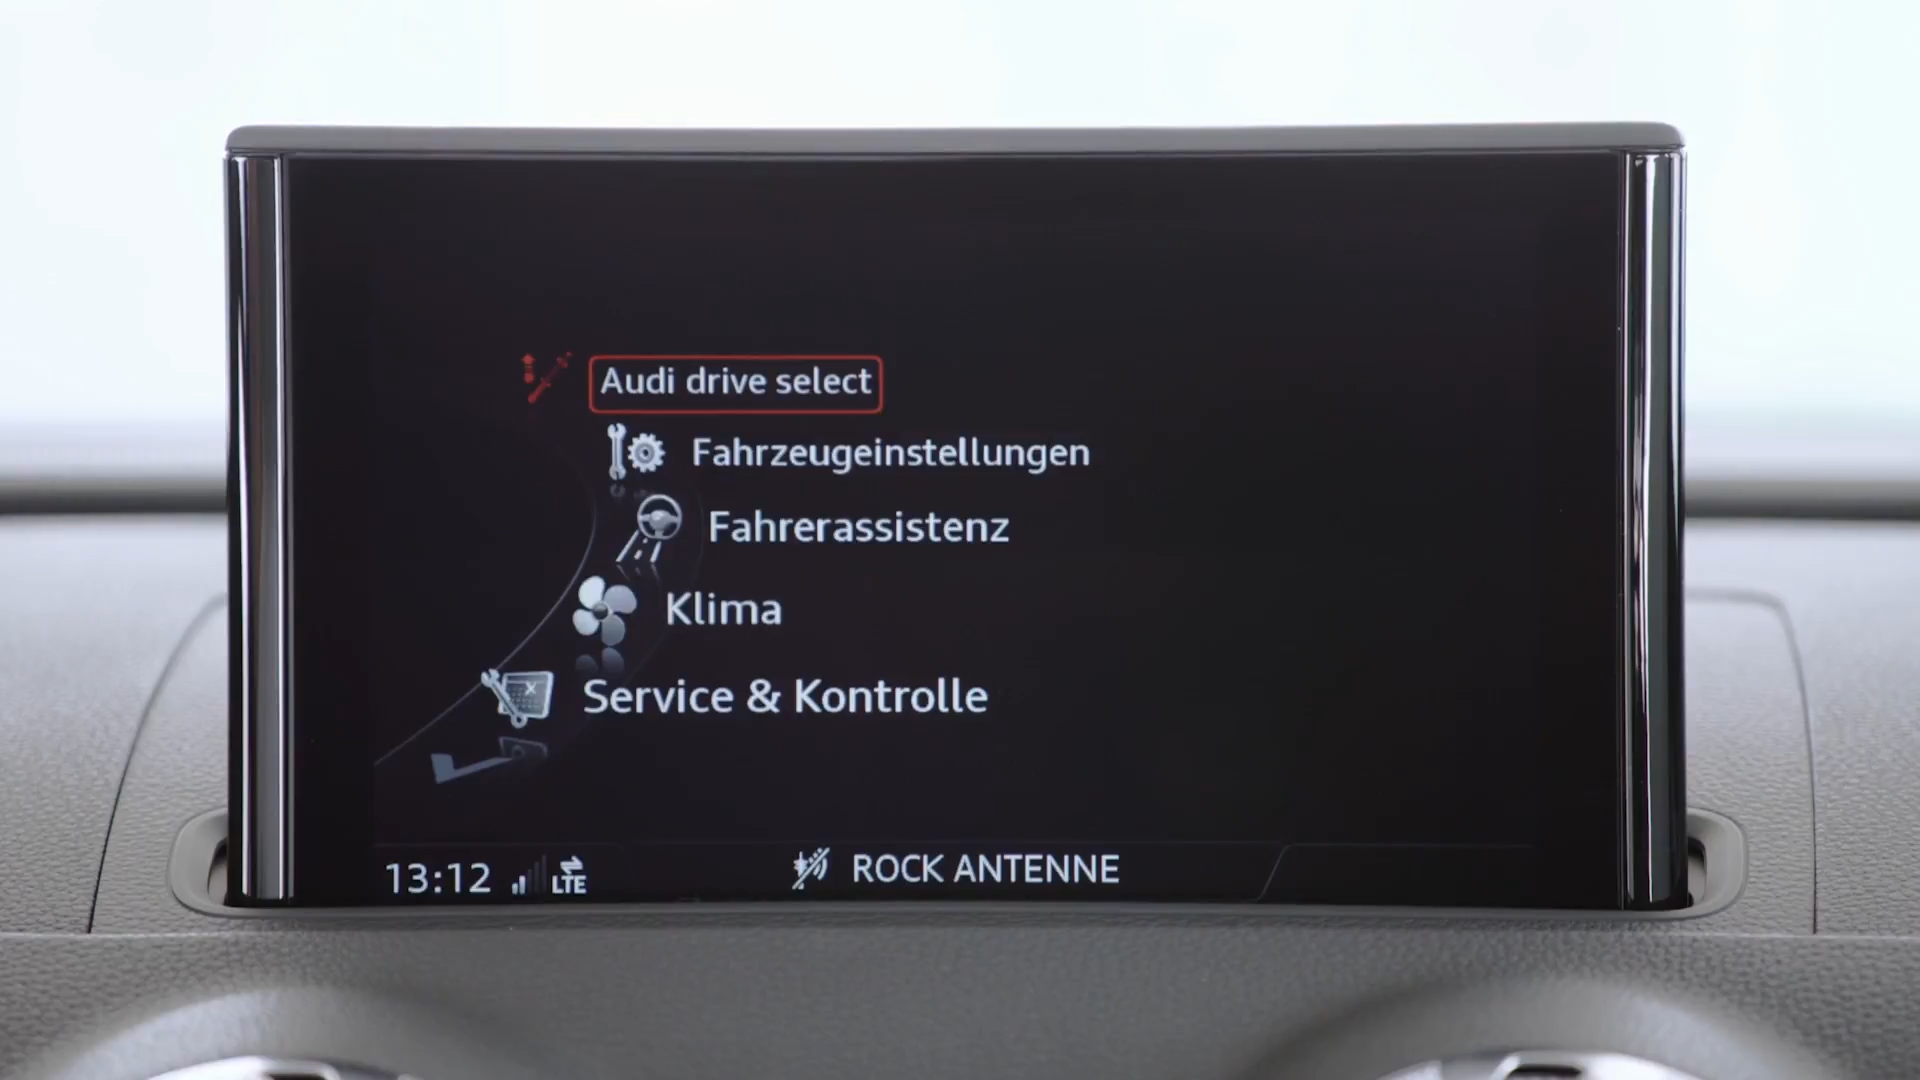 Audi drive select
Fahrzeugeinstellungen
Fahrerassistenz
Klima
Service & Kontrolle
13:12 LTE ROCK ANTENNE